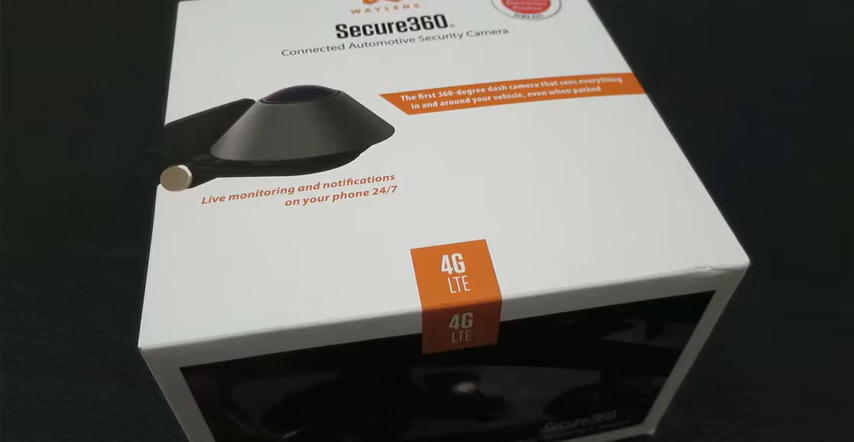 WAYLENS
Secure360
Connected Automotive Security Camera
The first 360-degree dash camera that sees everything
in and around your vehicle, even when parked
Live monitoring and notifications
on your phone 24/7
4G
LTE
4G
LTE
Secure360